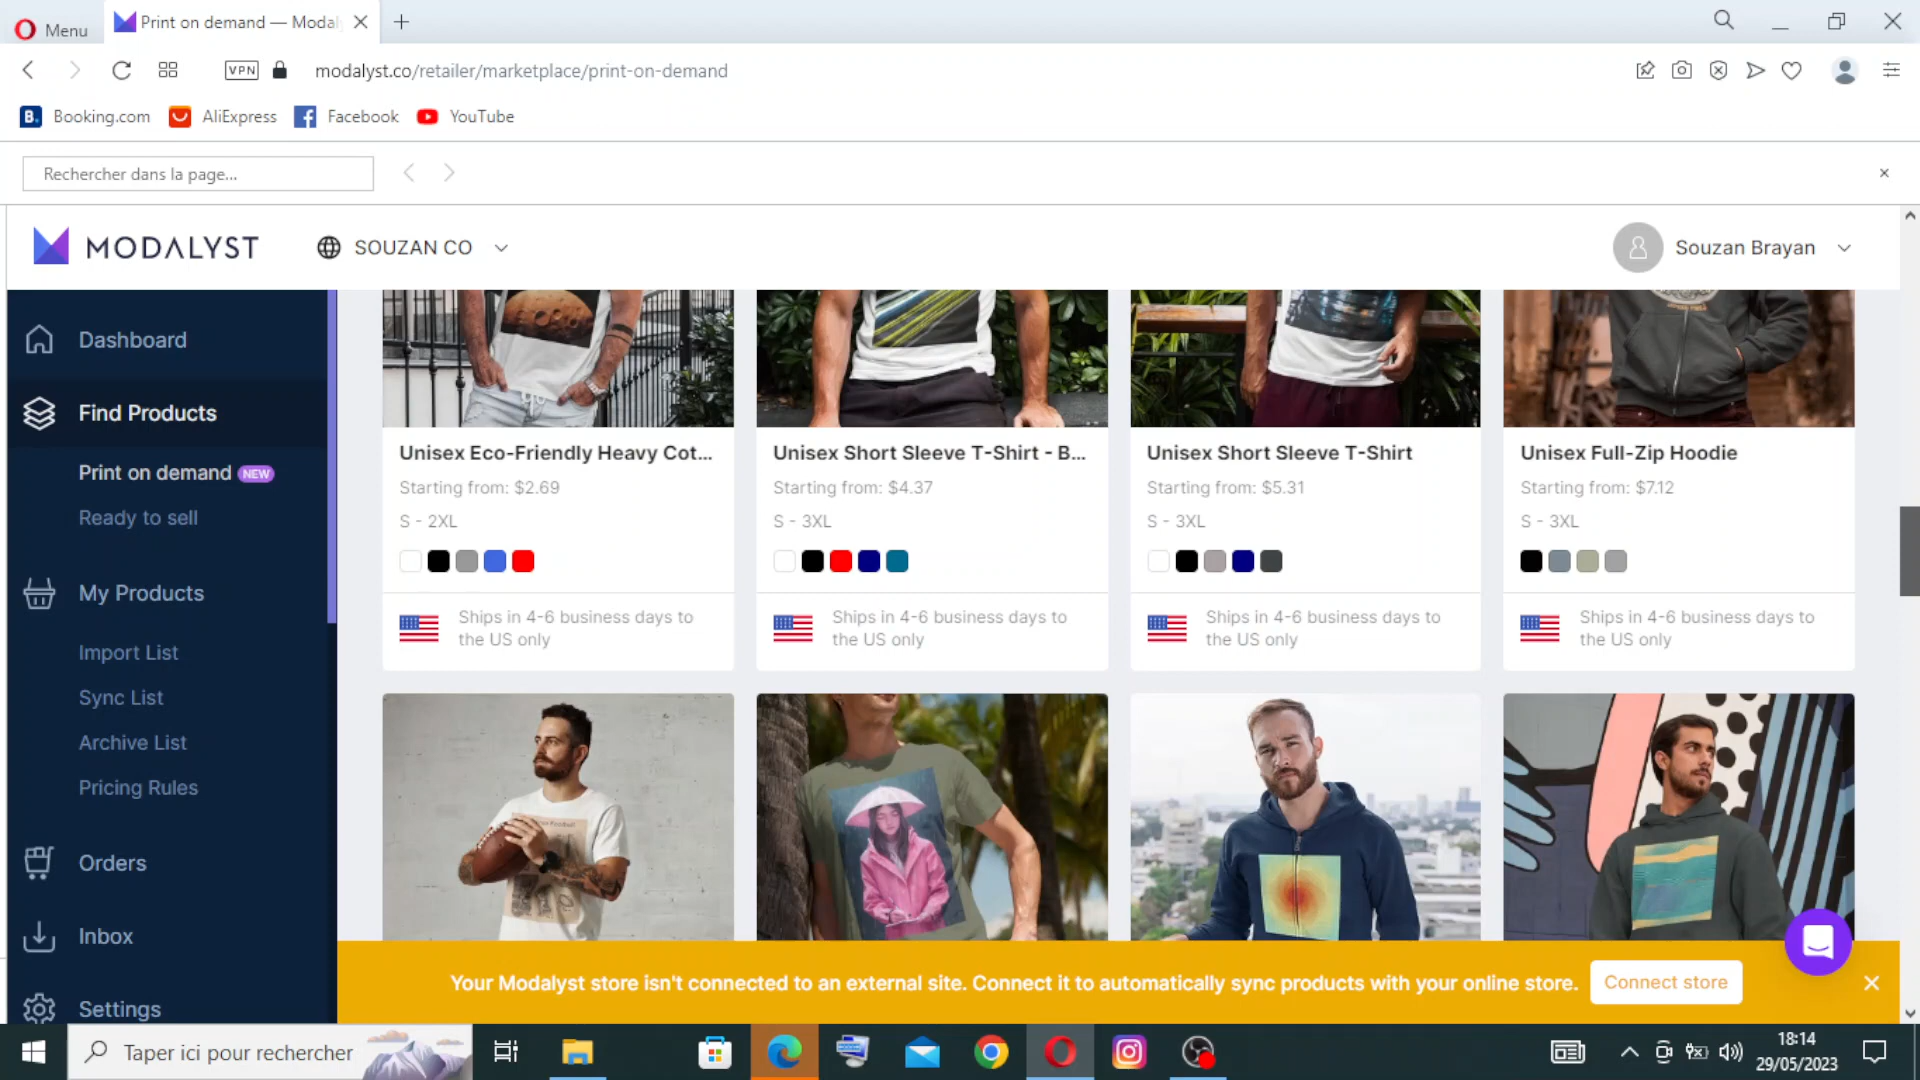 Menu
Print on demand — Modal
VPN
modalyst.co/retailer/marketplace/print-on-demand
B. Booking.com
AliExpress
Facebook
YouTube
Rechercher dans la page...
MODALYST
SOUZAN CO
Souzan Brayan
Dashboard
Find Products
Print on demand NEW
Ready to sell
My Products
Import List
Sync List
Archive List
Pricing Rules
Orders
Inbox
Settings
Unisex Eco-Friendly Heavy Cot...
Starting from: $2.69
S - 2XL
Ships in 4-6 business days to
the US only
Unisex Short Sleeve T-Shirt - B...
Starting from: $4.37
S - 3XL
Ships in 4-6 business days to
the US only
Unisex Short Sleeve T-Shirt
Starting from: $5.31
S - 3XL
Ships in 4-6 business days to
the US only
Unisex Full-Zip Hoodie
Starting from: $7.12
S - 3XL
Ships in 4-6 business days to
the US only
Your Modalyst store isn't connected to an external site. Connect it to automatically sync products with your online store.
Connect store
Taper ici pour rechercher
18:14
29/05/2023